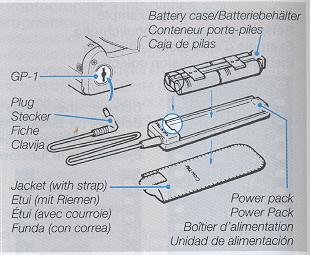 Battery case/Batteriebehälter
Conteneur porte-piles
Caja de pilas
GP-1
Plug
Stecker
Fiche
Clavija
Jacket (with strap)
Etui (mit Riemen)
Étui (avec courroie)
Funda (con correa)
Power pack
Power Pack
Boîtier d'alimentation
Unidad de alimentación